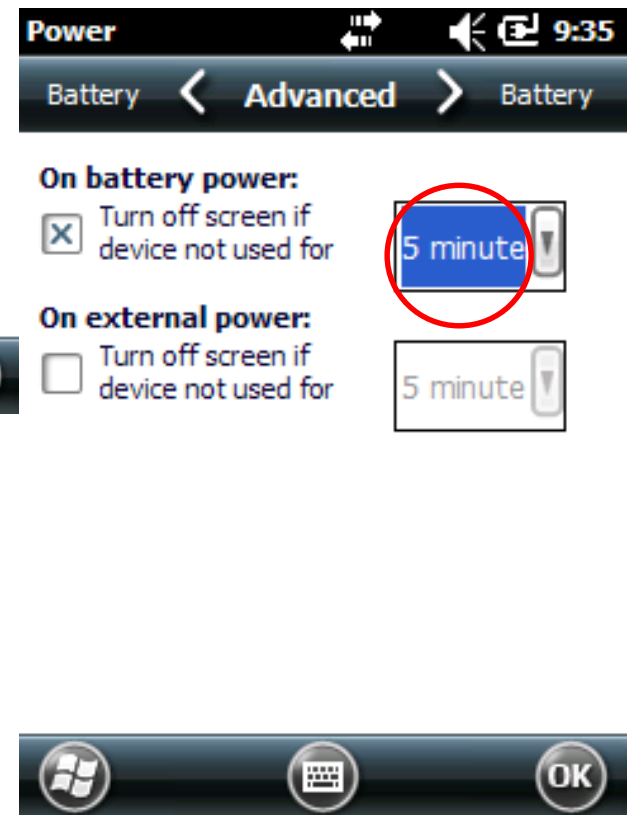 Power 9:35
Battery Advanced Battery
On battery power:
Turn off screen if
device not used for
5 minute
On external power:
Turn off screen if
device not used for
5 minute
OK